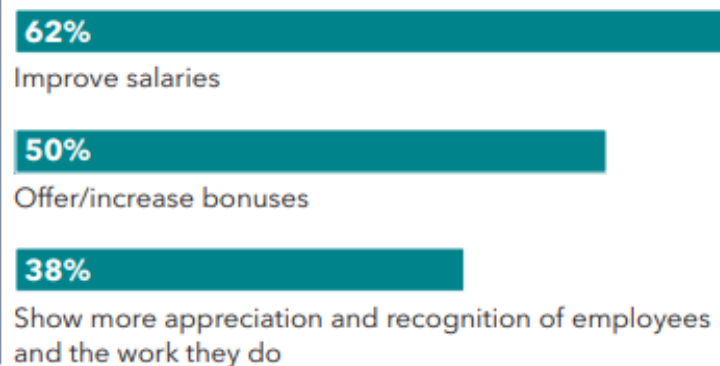 62%
Improve salaries
50%
Offer/increase bonuses
38%
Show more appreciation and recognition of employees
and the work they do